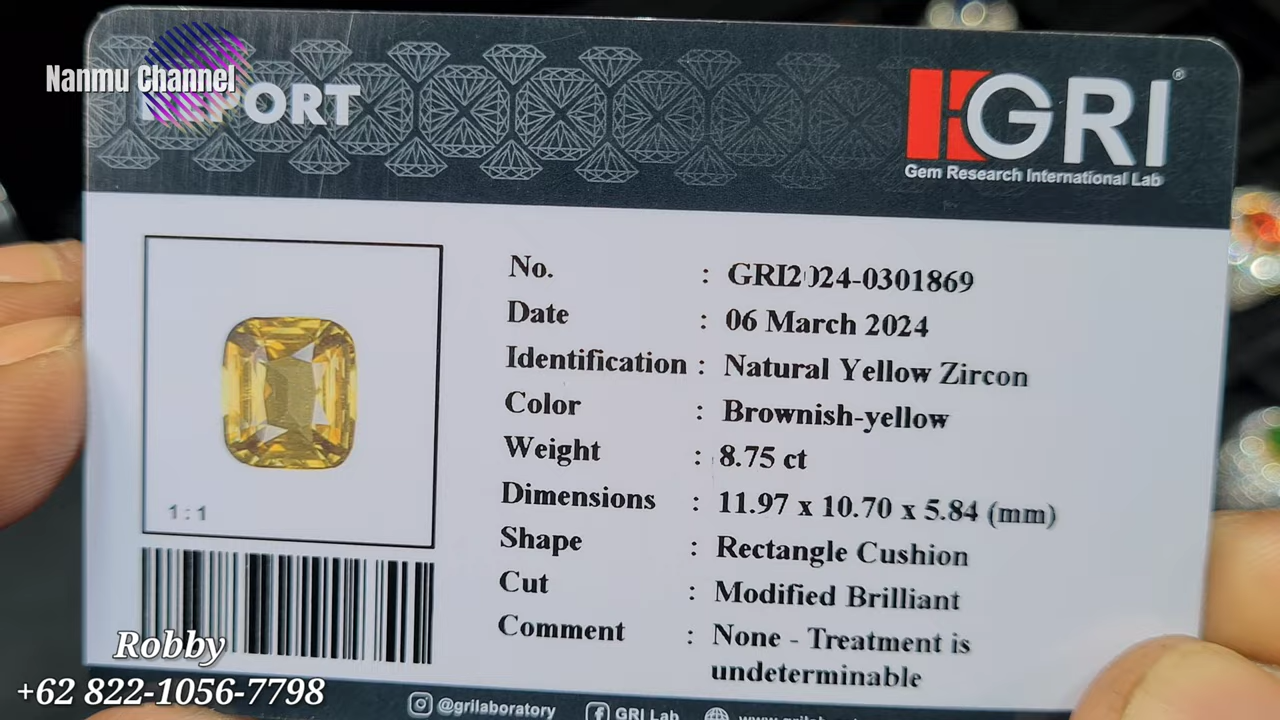 Nanmu Channel
REPORT
GRI®
Gem Research International Lab
No. : GRI2024-0301869
Date : 06 March 2024
Identification : Natural Yellow Zircon
Color : Brownish-yellow
Weight : 8.75 ct
Dimensions : 11.97 x 10.70 x 5.84 (mm)
Shape : Rectangle Cushion
Cut : Modified Brilliant
Comment : None - Treatment is
undeterminable
1:1
Robby
+62 822-1056-7798
@grilaboratory
GRI Lab